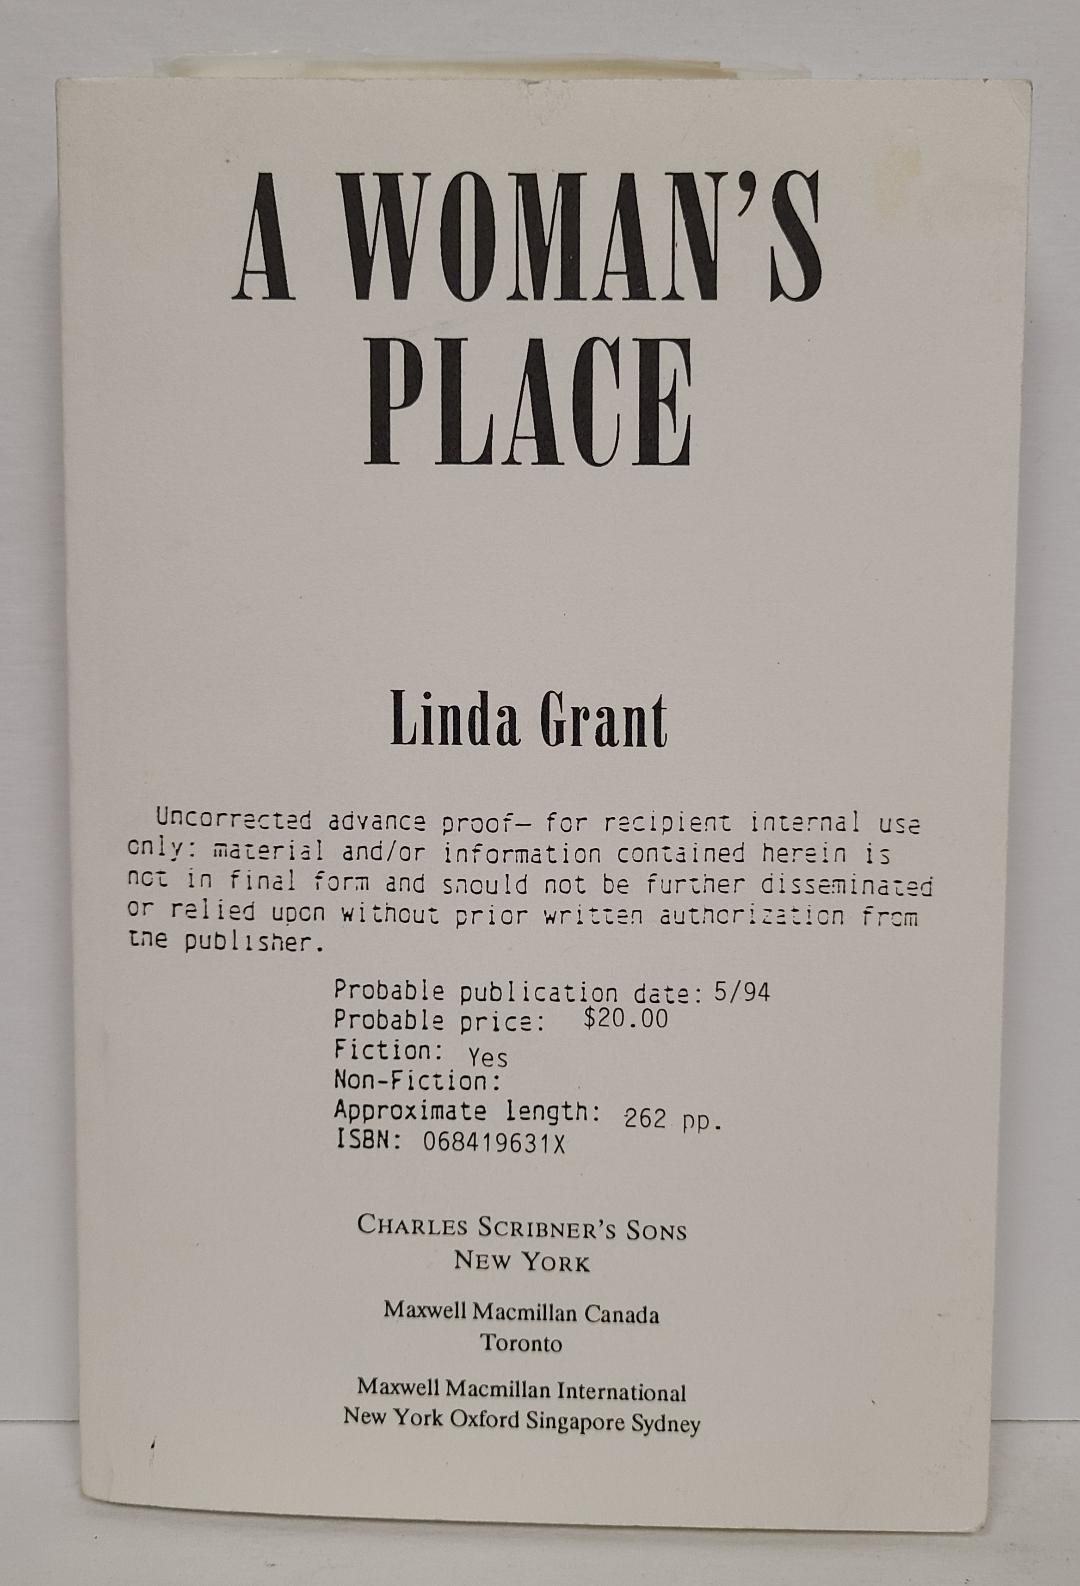 A WOMAN'S
PLACE
Linda Grant
Uncorrected advance proof— for recipient internal use
only: material and/or information contained herein is
not in final form and should not be further disseminated
or relied upon without prior written authorization from
the publisher.
Probable publication date: 5/94
Probable price: $20.00
Fiction: Yes
Non-Fiction:
Approximate length: 262 pp.
ISBN: 068419631X
CHARLES SCRIBNER'S SONS
NEW YORK
Maxwell Macmillan Canada
Toronto
Maxwell Macmillan International
New York Oxford Singapore Sydney